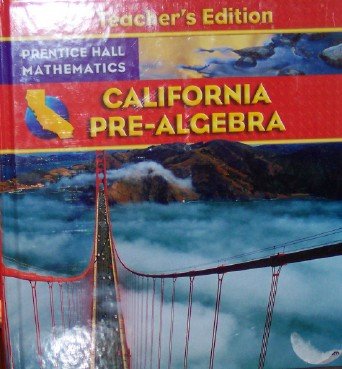 Teacher's Edition
PRENTICE HALL
MATHEMATICS
CALIFORNIA
PRE-ALGEBRA